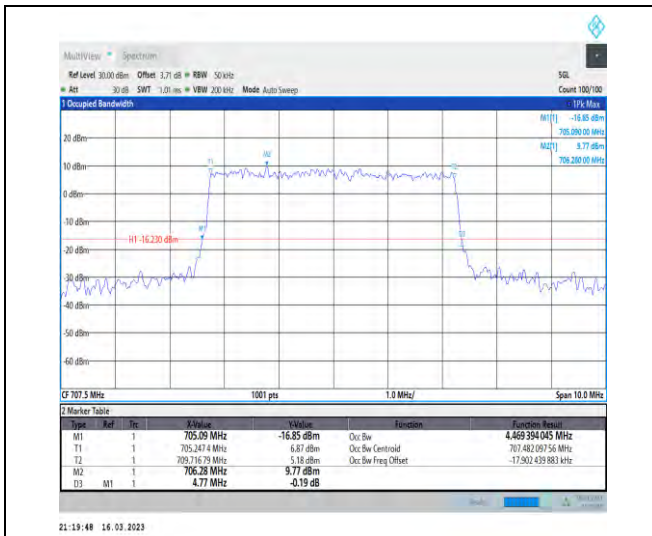 MultiView Spectrum
Ref Level 30.00 dBm Offset 3.71 dB RBW 50 kHz SGL
Att 30 dB SWT 1.01 ms VBW 200 kHz Mode Auto Sweep Count 100/100
1 Occupied Bandwidth 1Pk Max
M1[1] -16.85 dBm
705.090 00 MHz
M2[1] 9.77 dBm
706.280 00 MHz
20 dBm
10 dBm
T1 M2 T2
0 dBm
-10 dBm
M1 D3
H1 -16.230 dBm
-20 dBm
-30 dBm
-40 dBm
-50 dBm
-60 dBm
CF 707.5 MHz 1001 pts 1.0 MHz/ Span 10.0 MHz
2 Marker Table
Type Ref Trc X-Value Y-Value Function Function Result
M1 1 705.09 MHz -16.85 dBm Occ Bw 4.469 394 045 MHz
T1 1 705.247 4 MHz 6.87 dBm Occ Bw Centroid 707.482 097 56 MHz
T2 1 709.716 79 MHz 5.18 dBm Occ Bw Freq Offset -17.902 439 883 kHz
M2 1 706.28 MHz 9.77 dBm
D3 M1 1 4.77 MHz -0.19 dB
21:19:48 16.03.2023